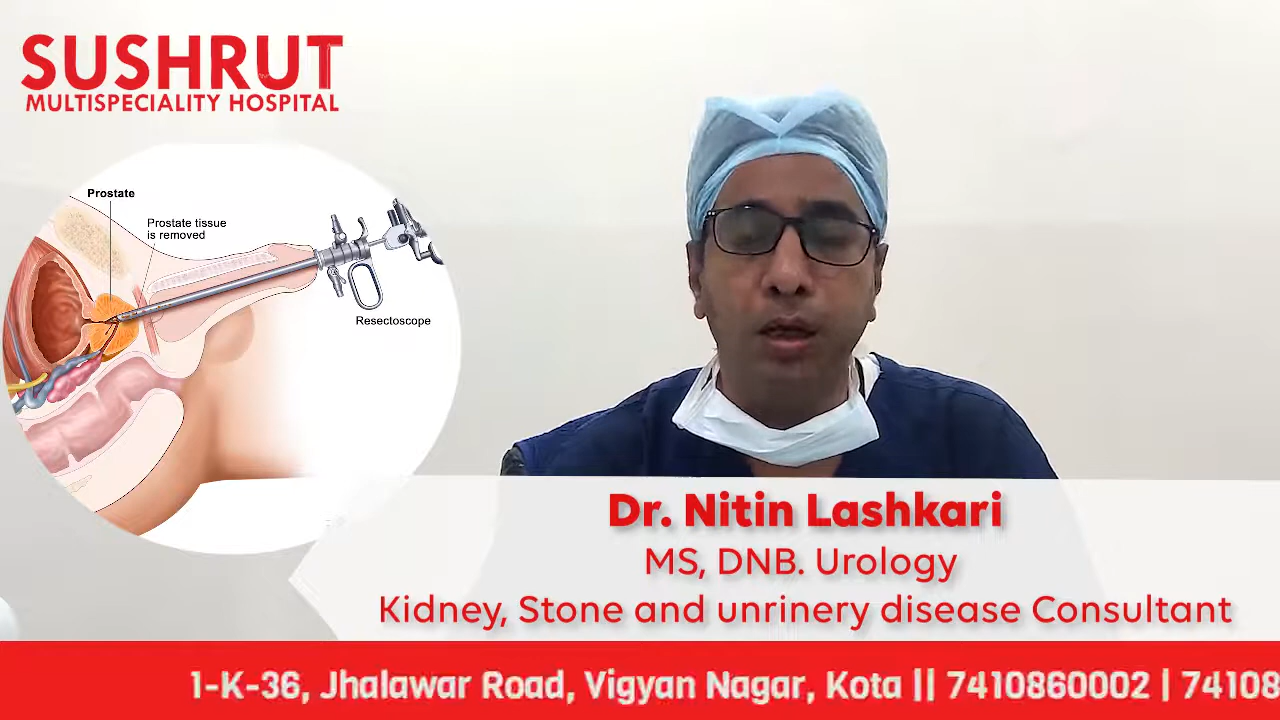 SUSHRUT
MULTISPECIALITY HOSPITAL
Prostate
Prostate tissue
is removed
Resectoscope
Dr. Nitin Lashkari
MS, DNB. Urology
Kidney, Stone and unrinery disease Consultant
1-K-36, Jhalawar Road, Vigyan Nagar, Kota || 7410860002 | 74108